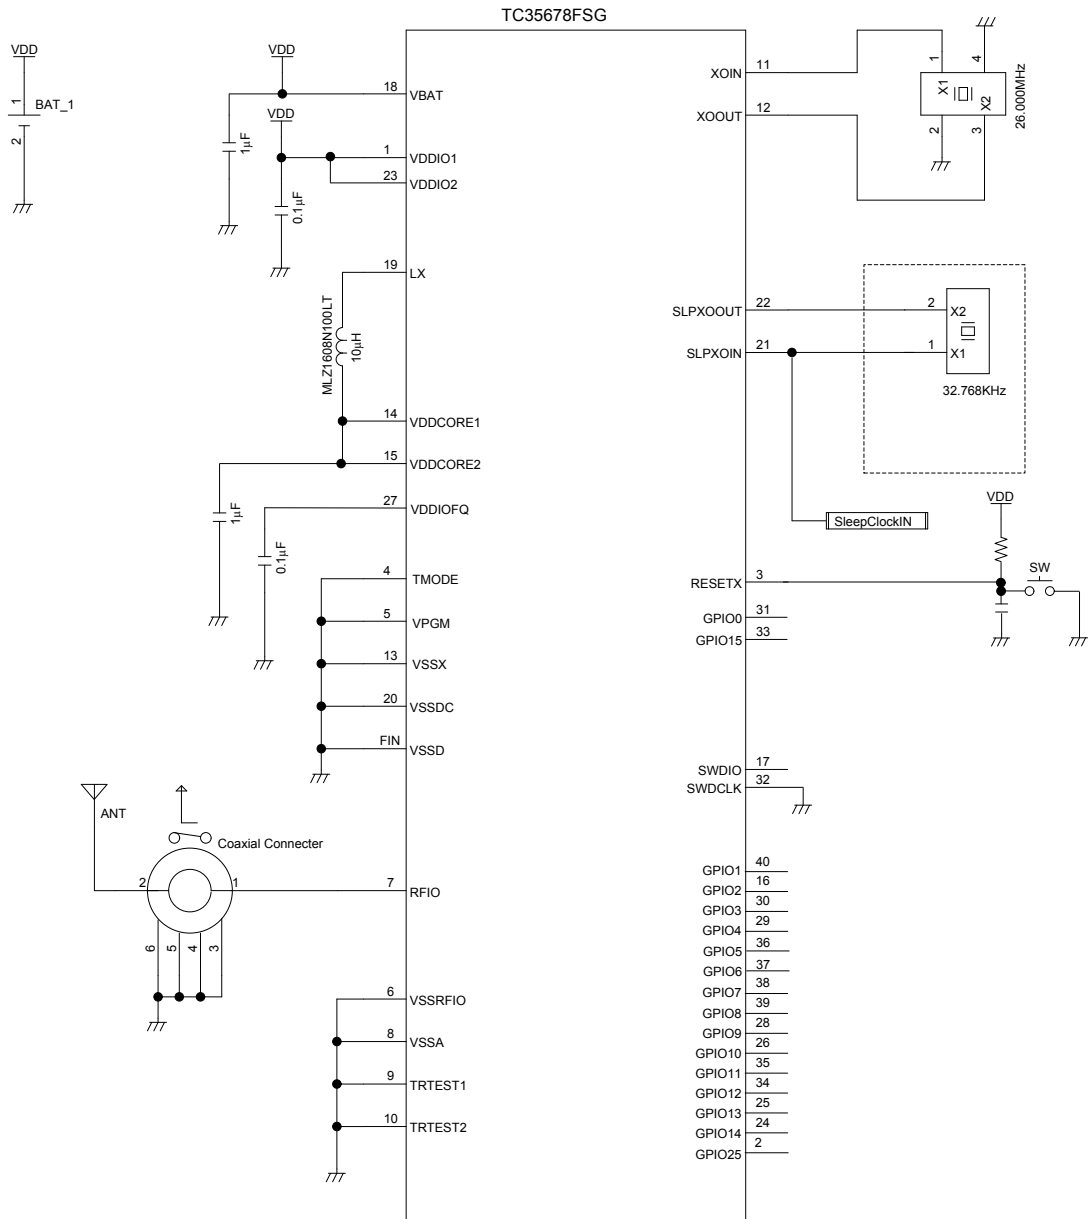 TC35678FSG
VDD
1
BAT_1
2
VDD
18
VBAT
1µF
VDD
1
VDDIO1
23
VDDIO2
0.1µF
19
LX
MLZ1608N100LT
10µH
14
VDDCORE1
15
VDDCORE2
1µF
27
VDDIOFQ
0.1µF
4
TMODE
5
VPGM
13
VSSX
20
VSSDC
FIN
VSSD
ANT
Coaxial Connecter
2
1
7
RFIO
6
5
4
3
6
VSSRFIO
8
VSSA
9
TRTEST1
10
TRTEST2
XOIN
11
XOOUT
12
1
4
X1
X2
2
3
26.000MHz
SLPXOOUT
22
2
X2
SLPXOIN
21
1
X1
32.768KHz
SleepClockIN
VDD
SW
RESETX
3
GPIO0
31
GPIO15
33
SWDIO
17
SWDCLK
32
GPIO1
40
GPIO2
16
GPIO3
30
GPIO4
29
GPIO5
36
GPIO6
37
GPIO7
38
GPIO8
39
GPIO9
28
GPIO10
26
GPIO11
35
GPIO12
34
GPIO13
25
GPIO14
24
GPIO25
2